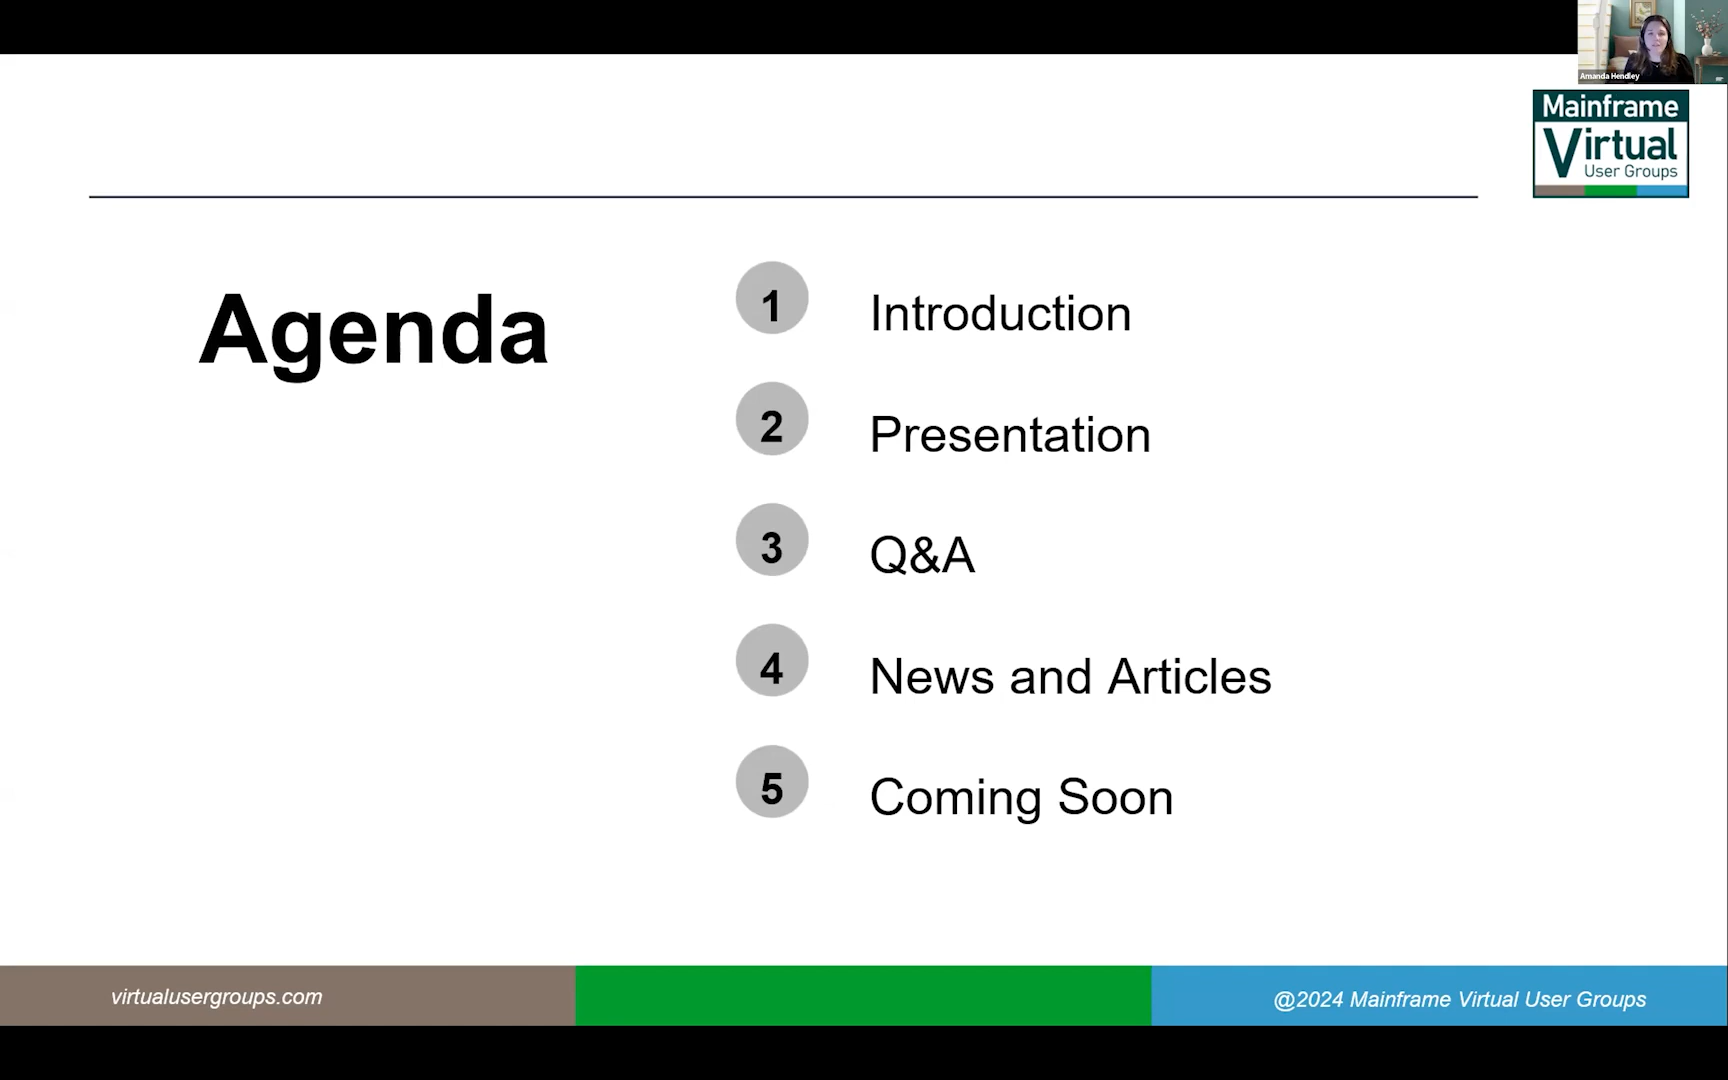 Amanda Hendley
Mainframe
Virtual
User Groups
Agenda
1 Introduction
2 Presentation
3 Q&A
4 News and Articles
5 Coming Soon
virtualusergroups.com
@2024 Mainframe Virtual User Groups